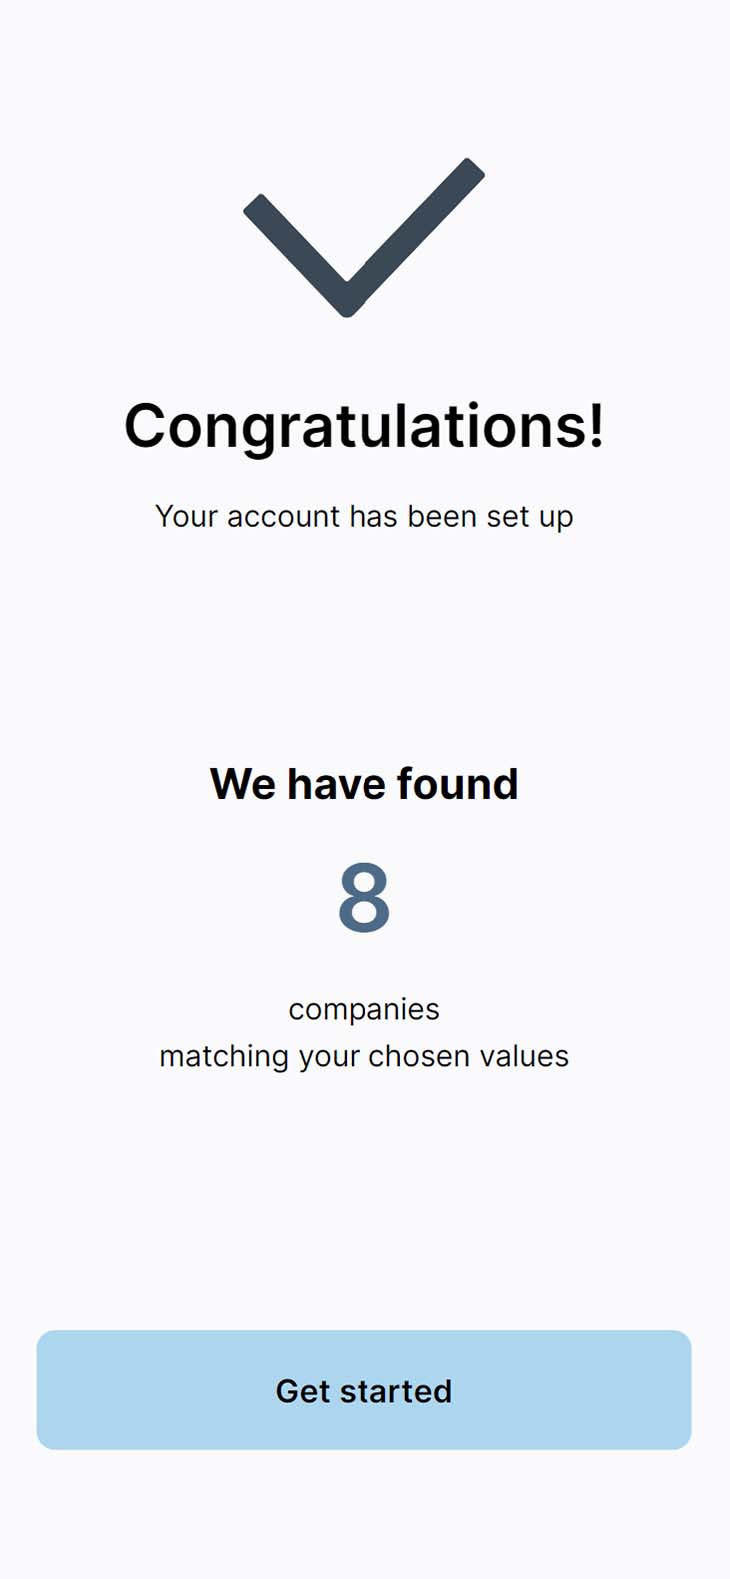 Congratulations!
Your account has been set up
We have found
8
companies
matching your chosen values
Get started